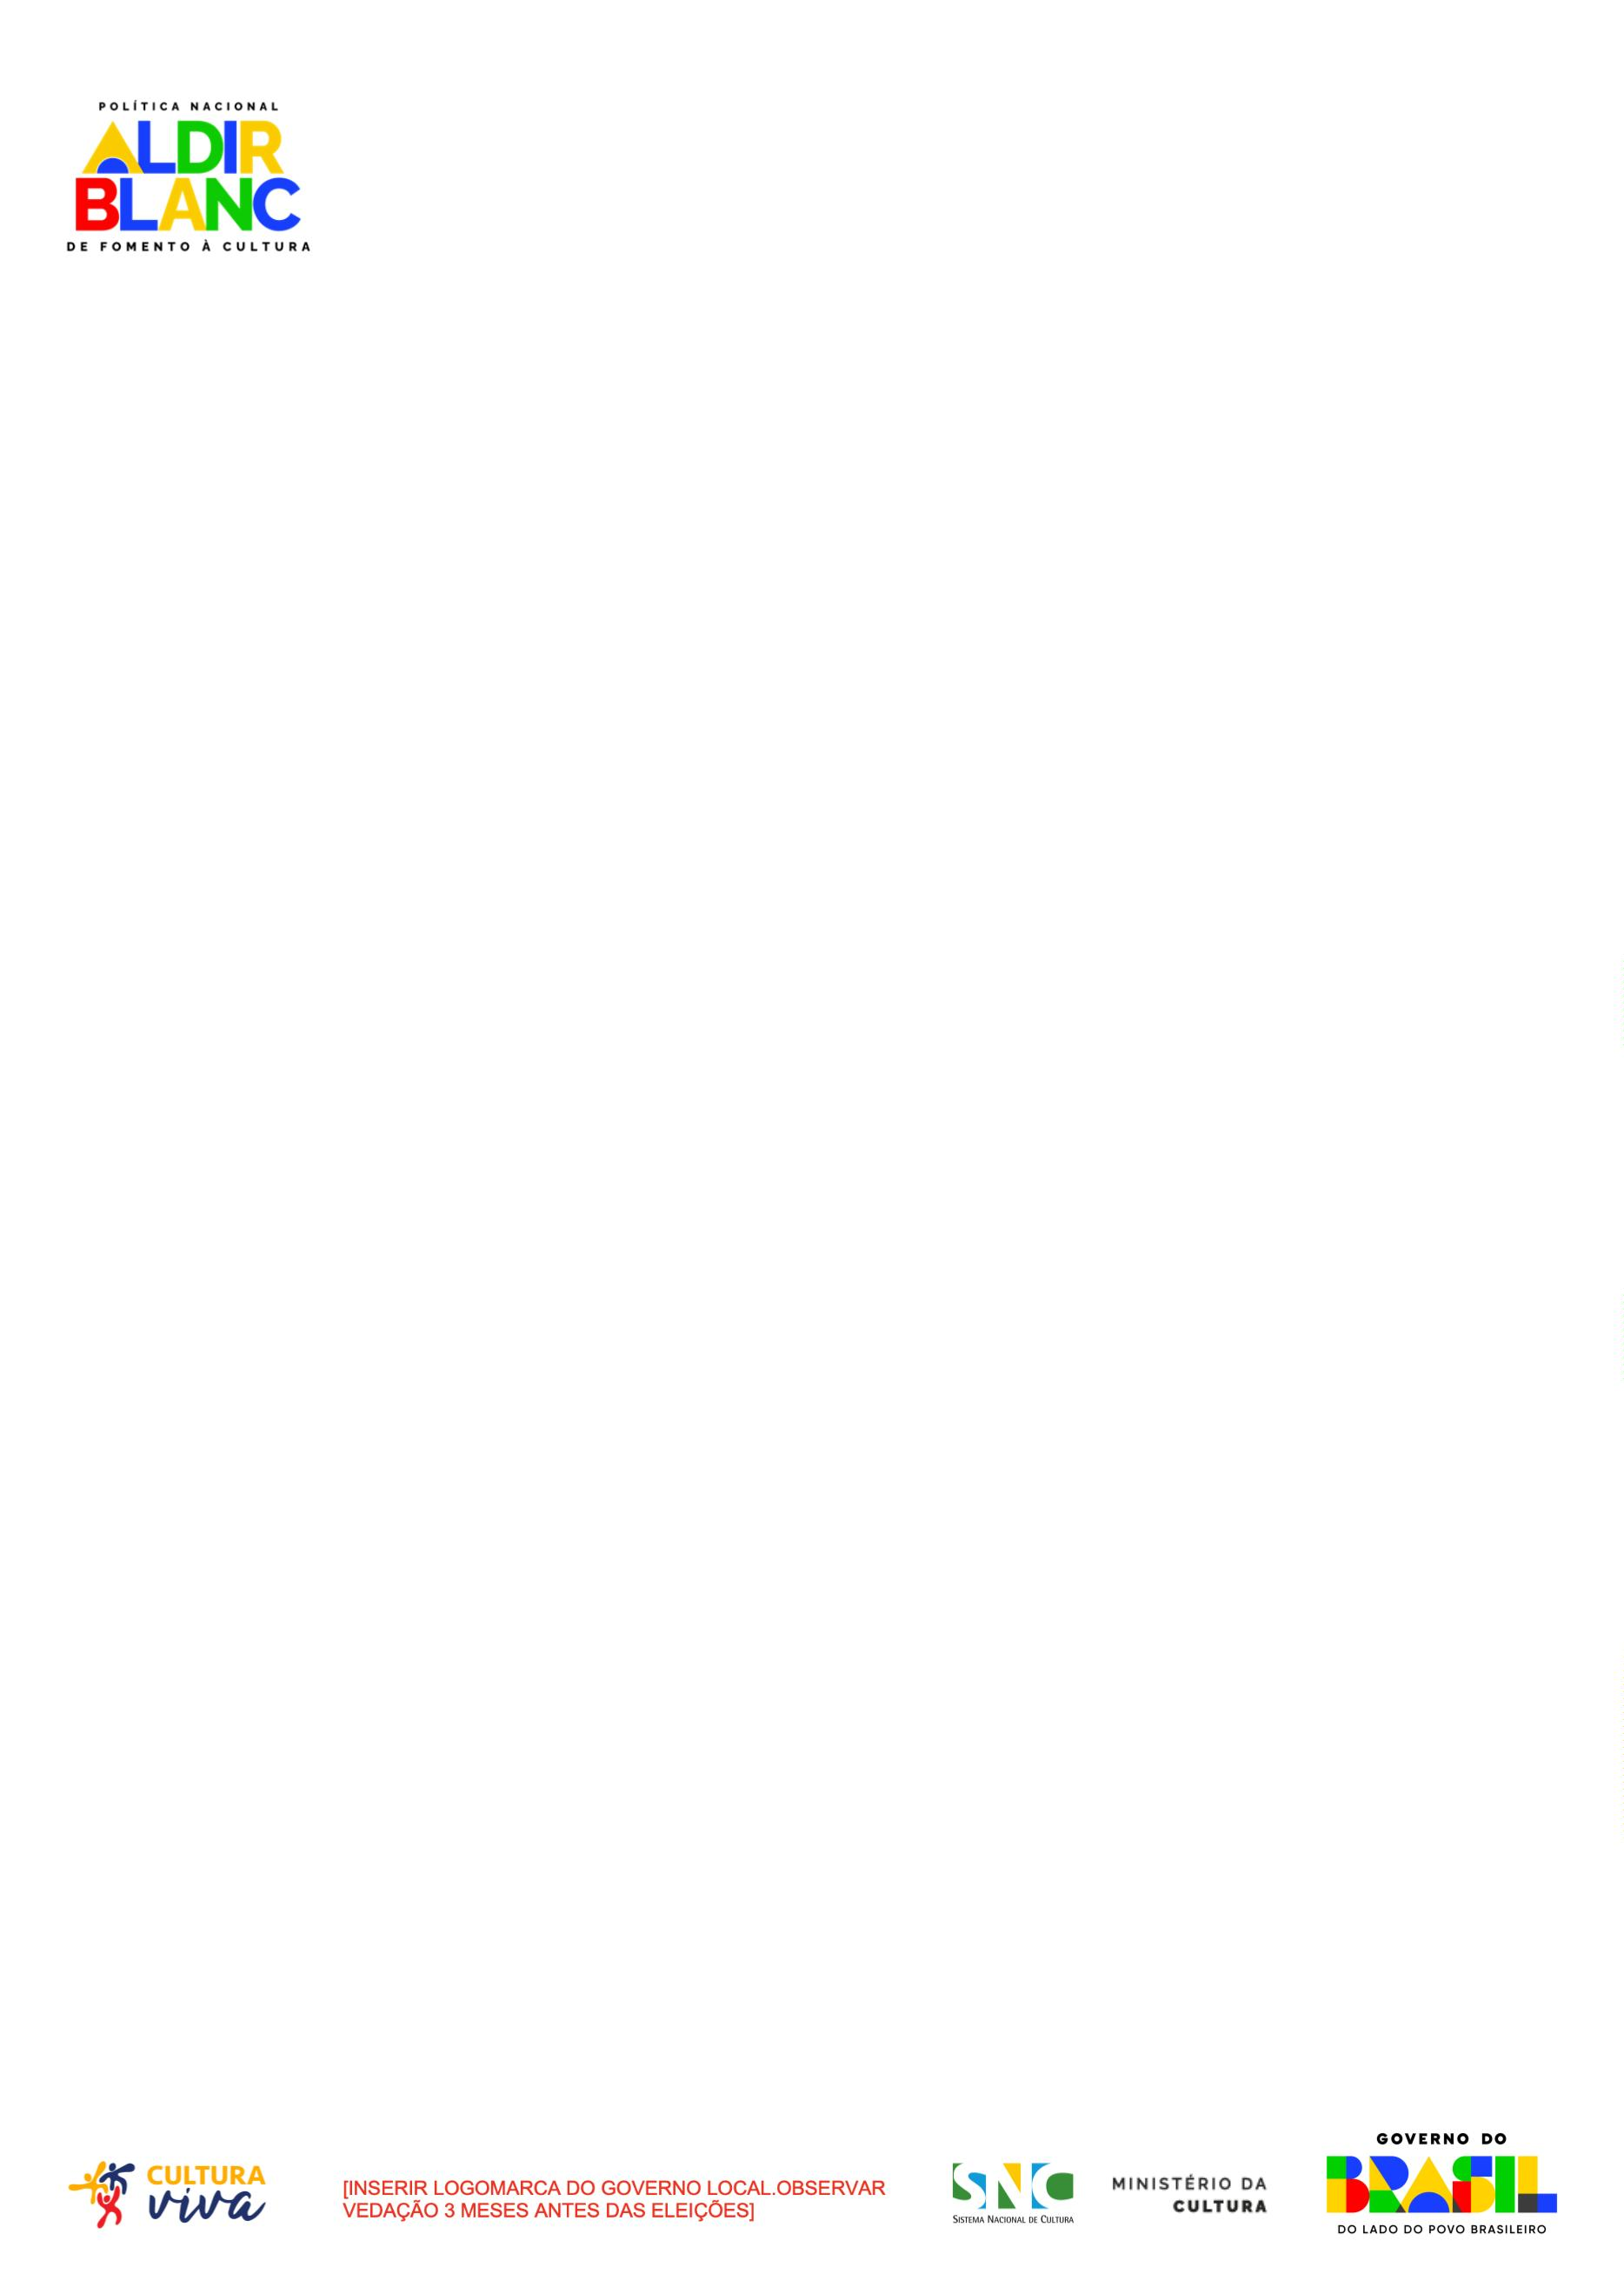 POLÍTICA NACIONAL
ALDIR
BLANC
DE FOMENTO À CULTURA
CULTURA
viva
[INSERIR LOGOMARCA DO GOVERNO LOCAL.OBSERVAR
VEDAÇÃO 3 MESES ANTES DAS ELEIÇÕES]
SNC
SISTEMA NACIONAL DE CULTURA
MINISTÉRIO DA
CULTURA
GOVERNO DO
BRASIL
DO LADO DO POVO BRASILEIRO